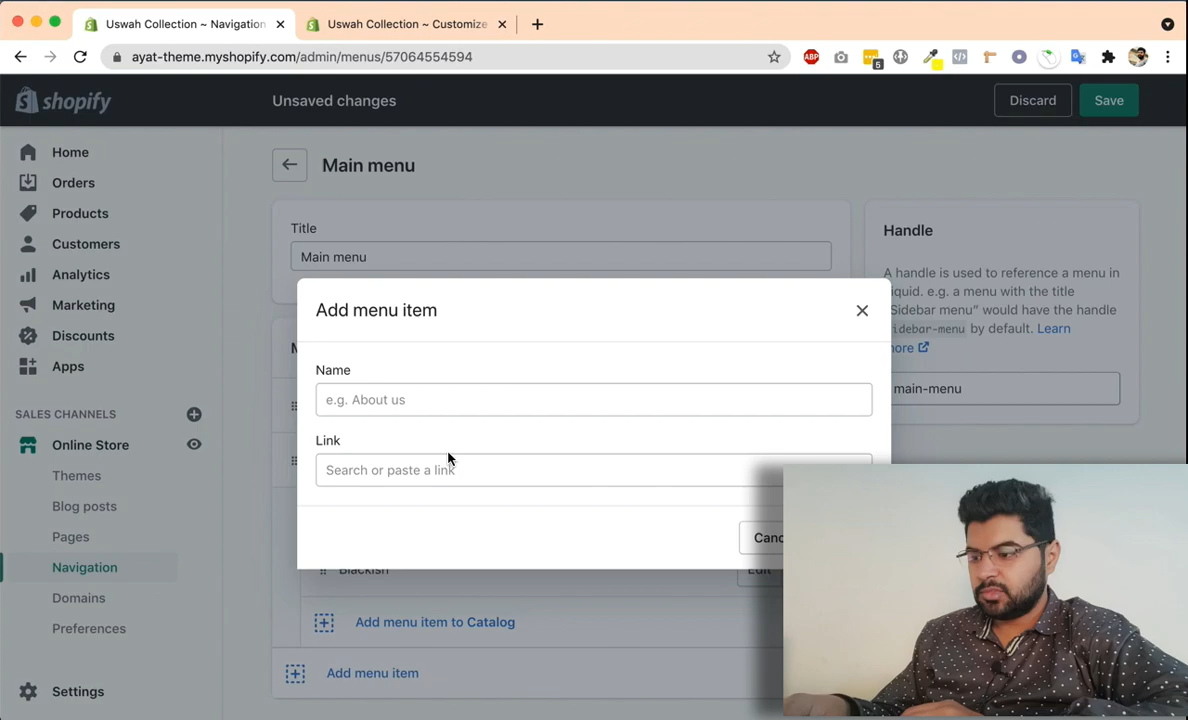 Uswah Collection ~ Navigation
Uswah Collection ~ Customize
ayat-theme.myshopify.com/admin/menus/57064554594
ABP
5
shopify
Unsaved changes
Discard
Save
Home
Orders
Products
Customers
Analytics
Marketing
Discounts
Apps
SALES CHANNELS
Online Store
Themes
Blog posts
Pages
Navigation
Domains
Preferences
Settings
Main menu
Title
Main menu
Handle
A handle is used to reference a menu in
liquid. e.g. a menu with the title
Sidebar menu” would have the handle
idebar-menu by default. Learn
ore
main-menu
Add menu item
Name
e.g. About us
Link
Search or paste a link
Canc
Blackish
Edit
Add menu item to Catalog
Add menu item